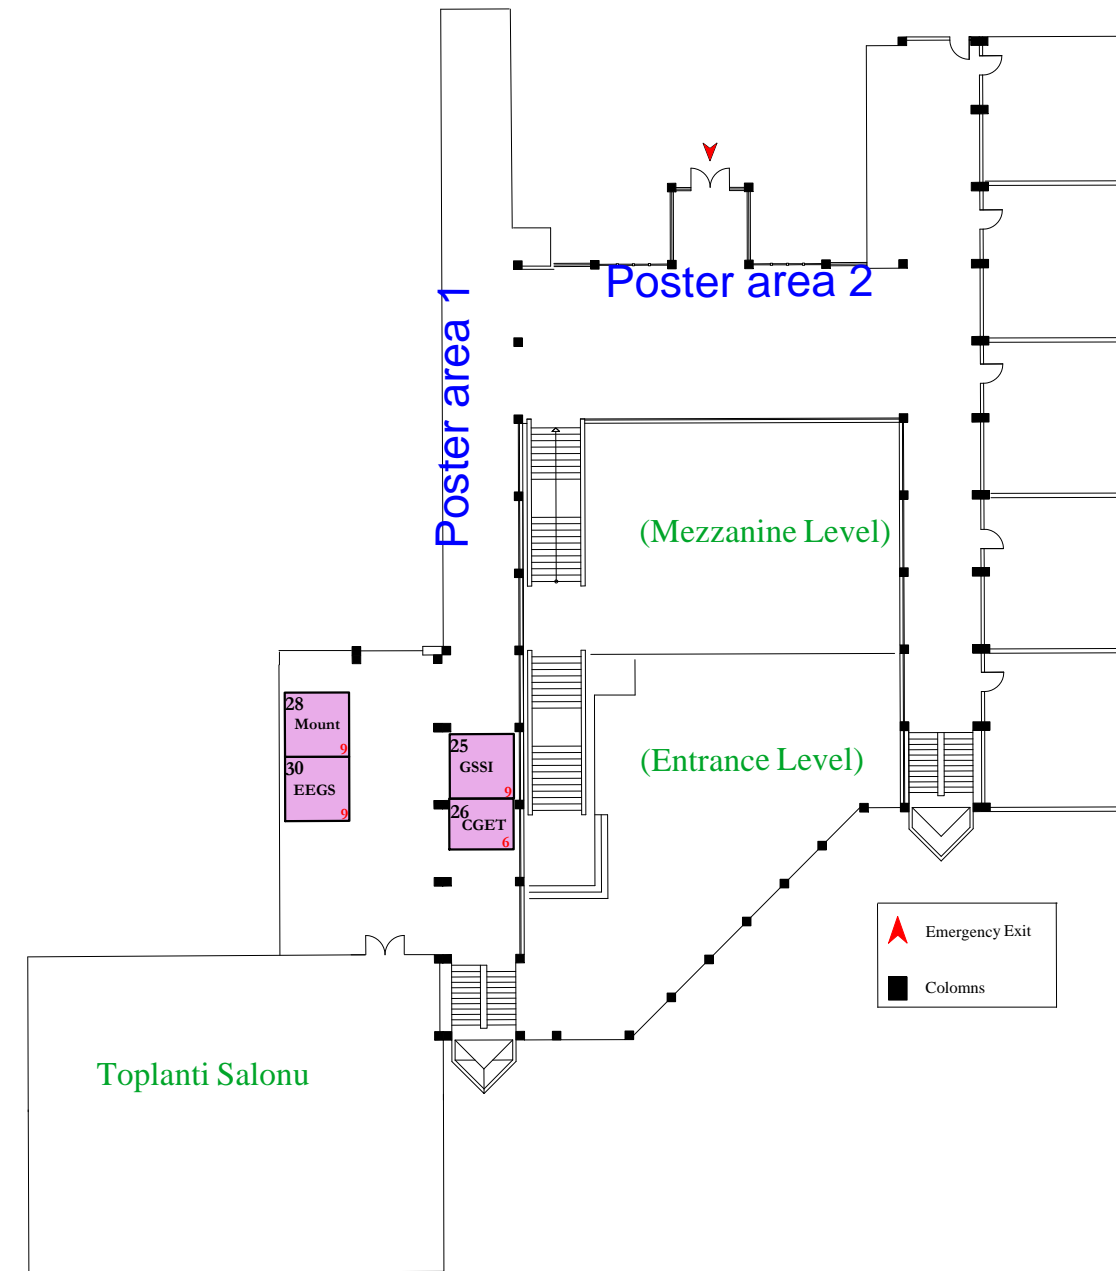 Poster area 2
Poster area 1
(Mezzanine Level)
28
Mount
9
30
EEGS
9
25
GSSI
9
26
CGET
6
(Entrance Level)
Emergency Exit
Colomns
Toplanti Salonu